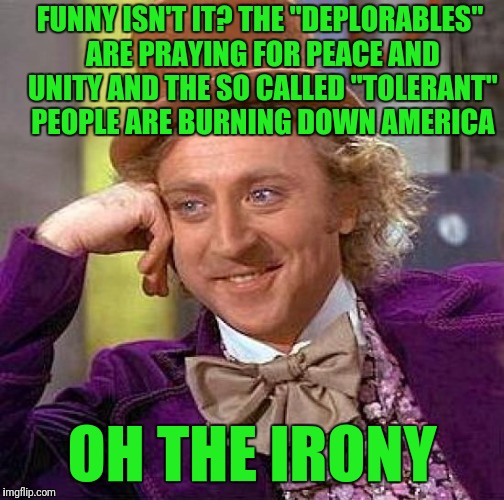 FUNNY ISN'T IT? THE "DEPLORABLES"
ARE PRAYING FOR PEACE AND
UNITY AND THE SO CALLED "TOLERANT"
PEOPLE ARE BURNING DOWN AMERICA
OH THE IRONY
imgflip.com